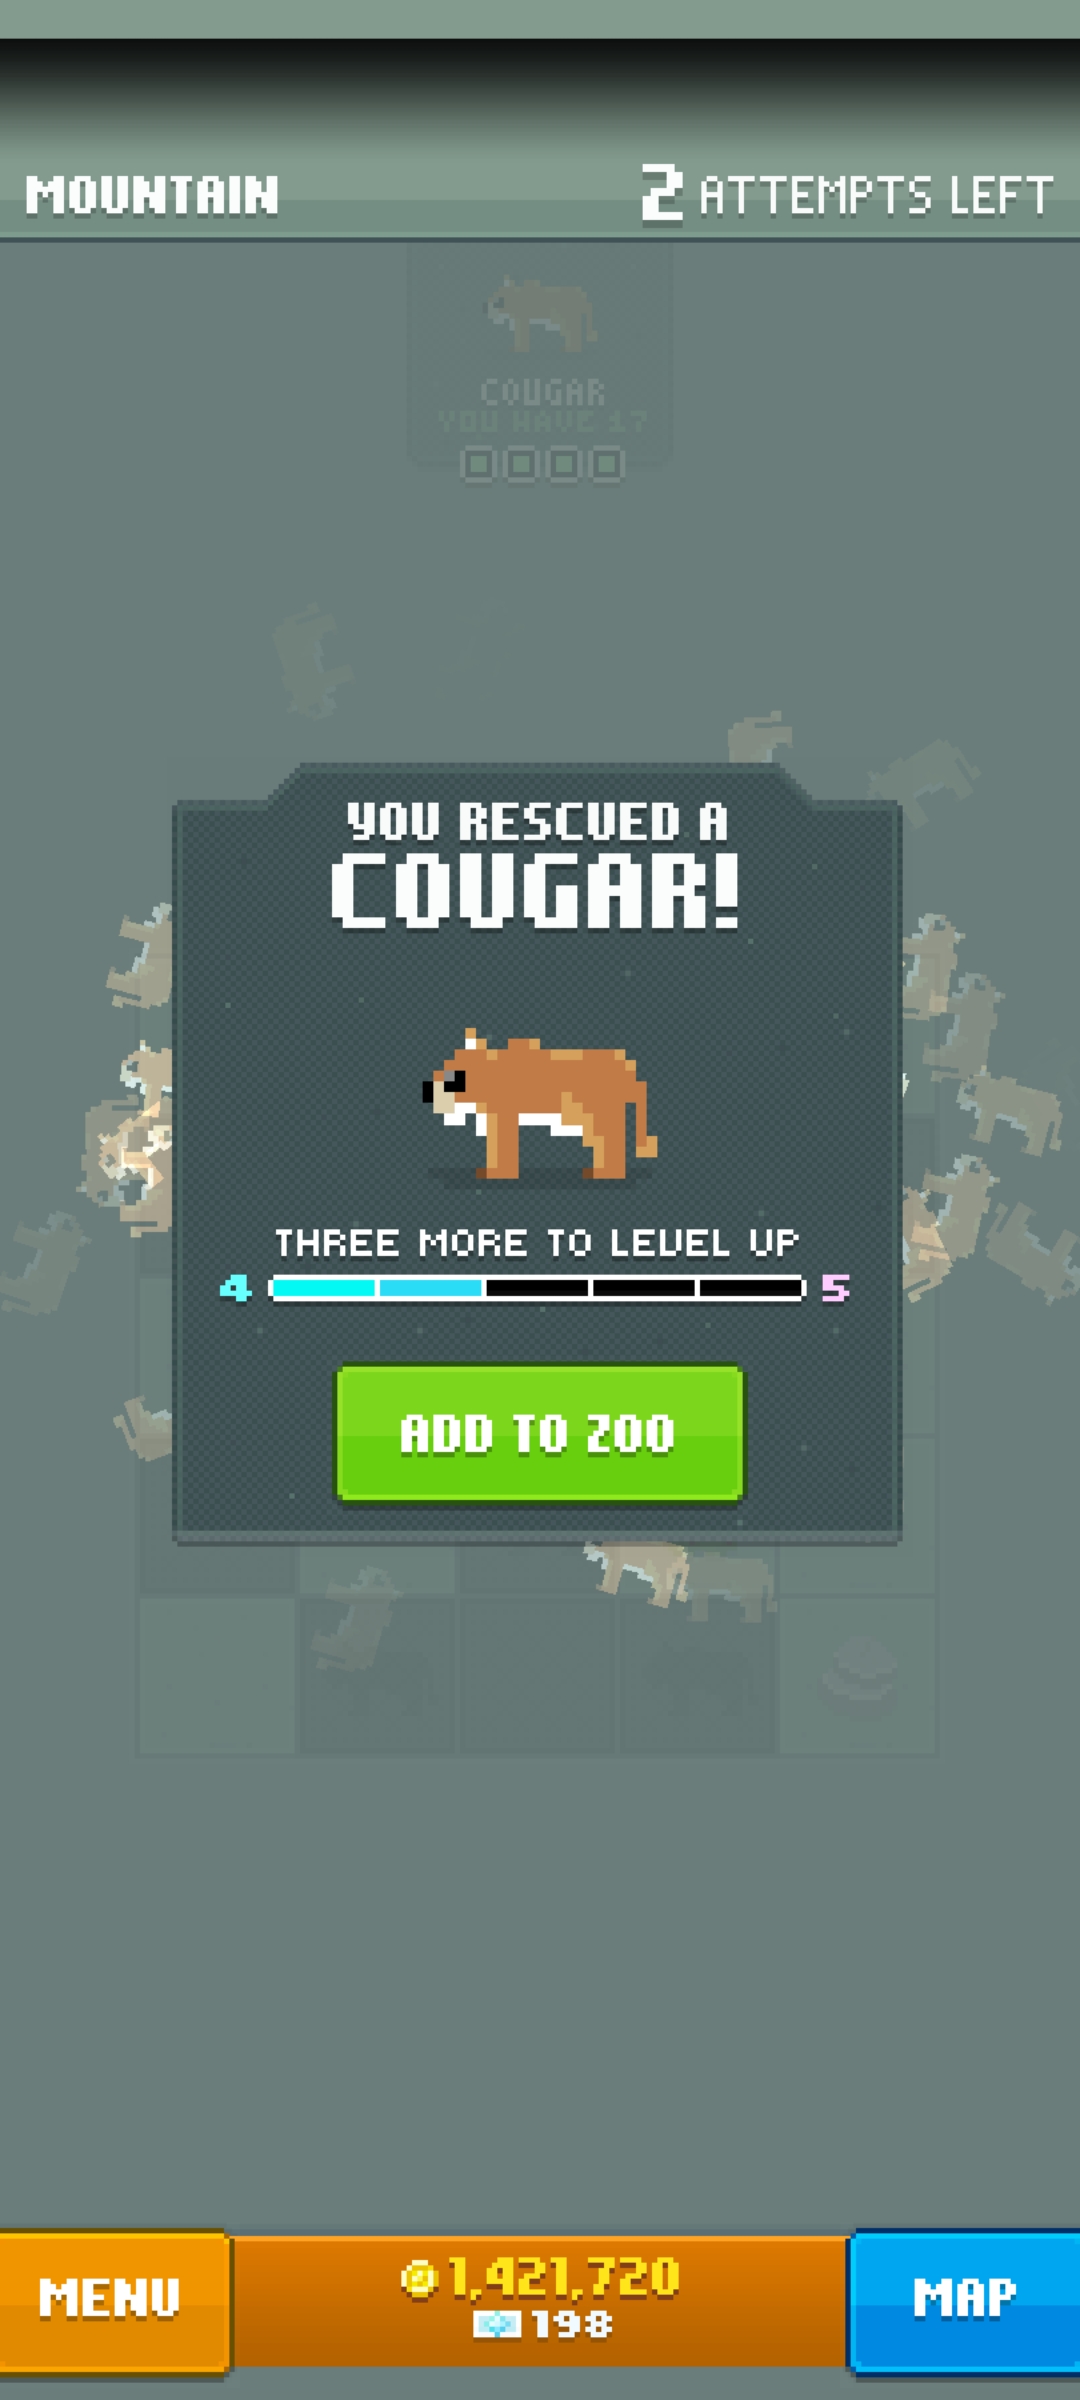 MOUNTAIN
2 ATTEMPTS LEFT
COUGAR
YOU HAVE 17
YOU RESCUED A
COUGAR!
THREE MORE TO LEVEL UP
4 5
ADD TO ZOO
MENU
1,421,720
198
MAP